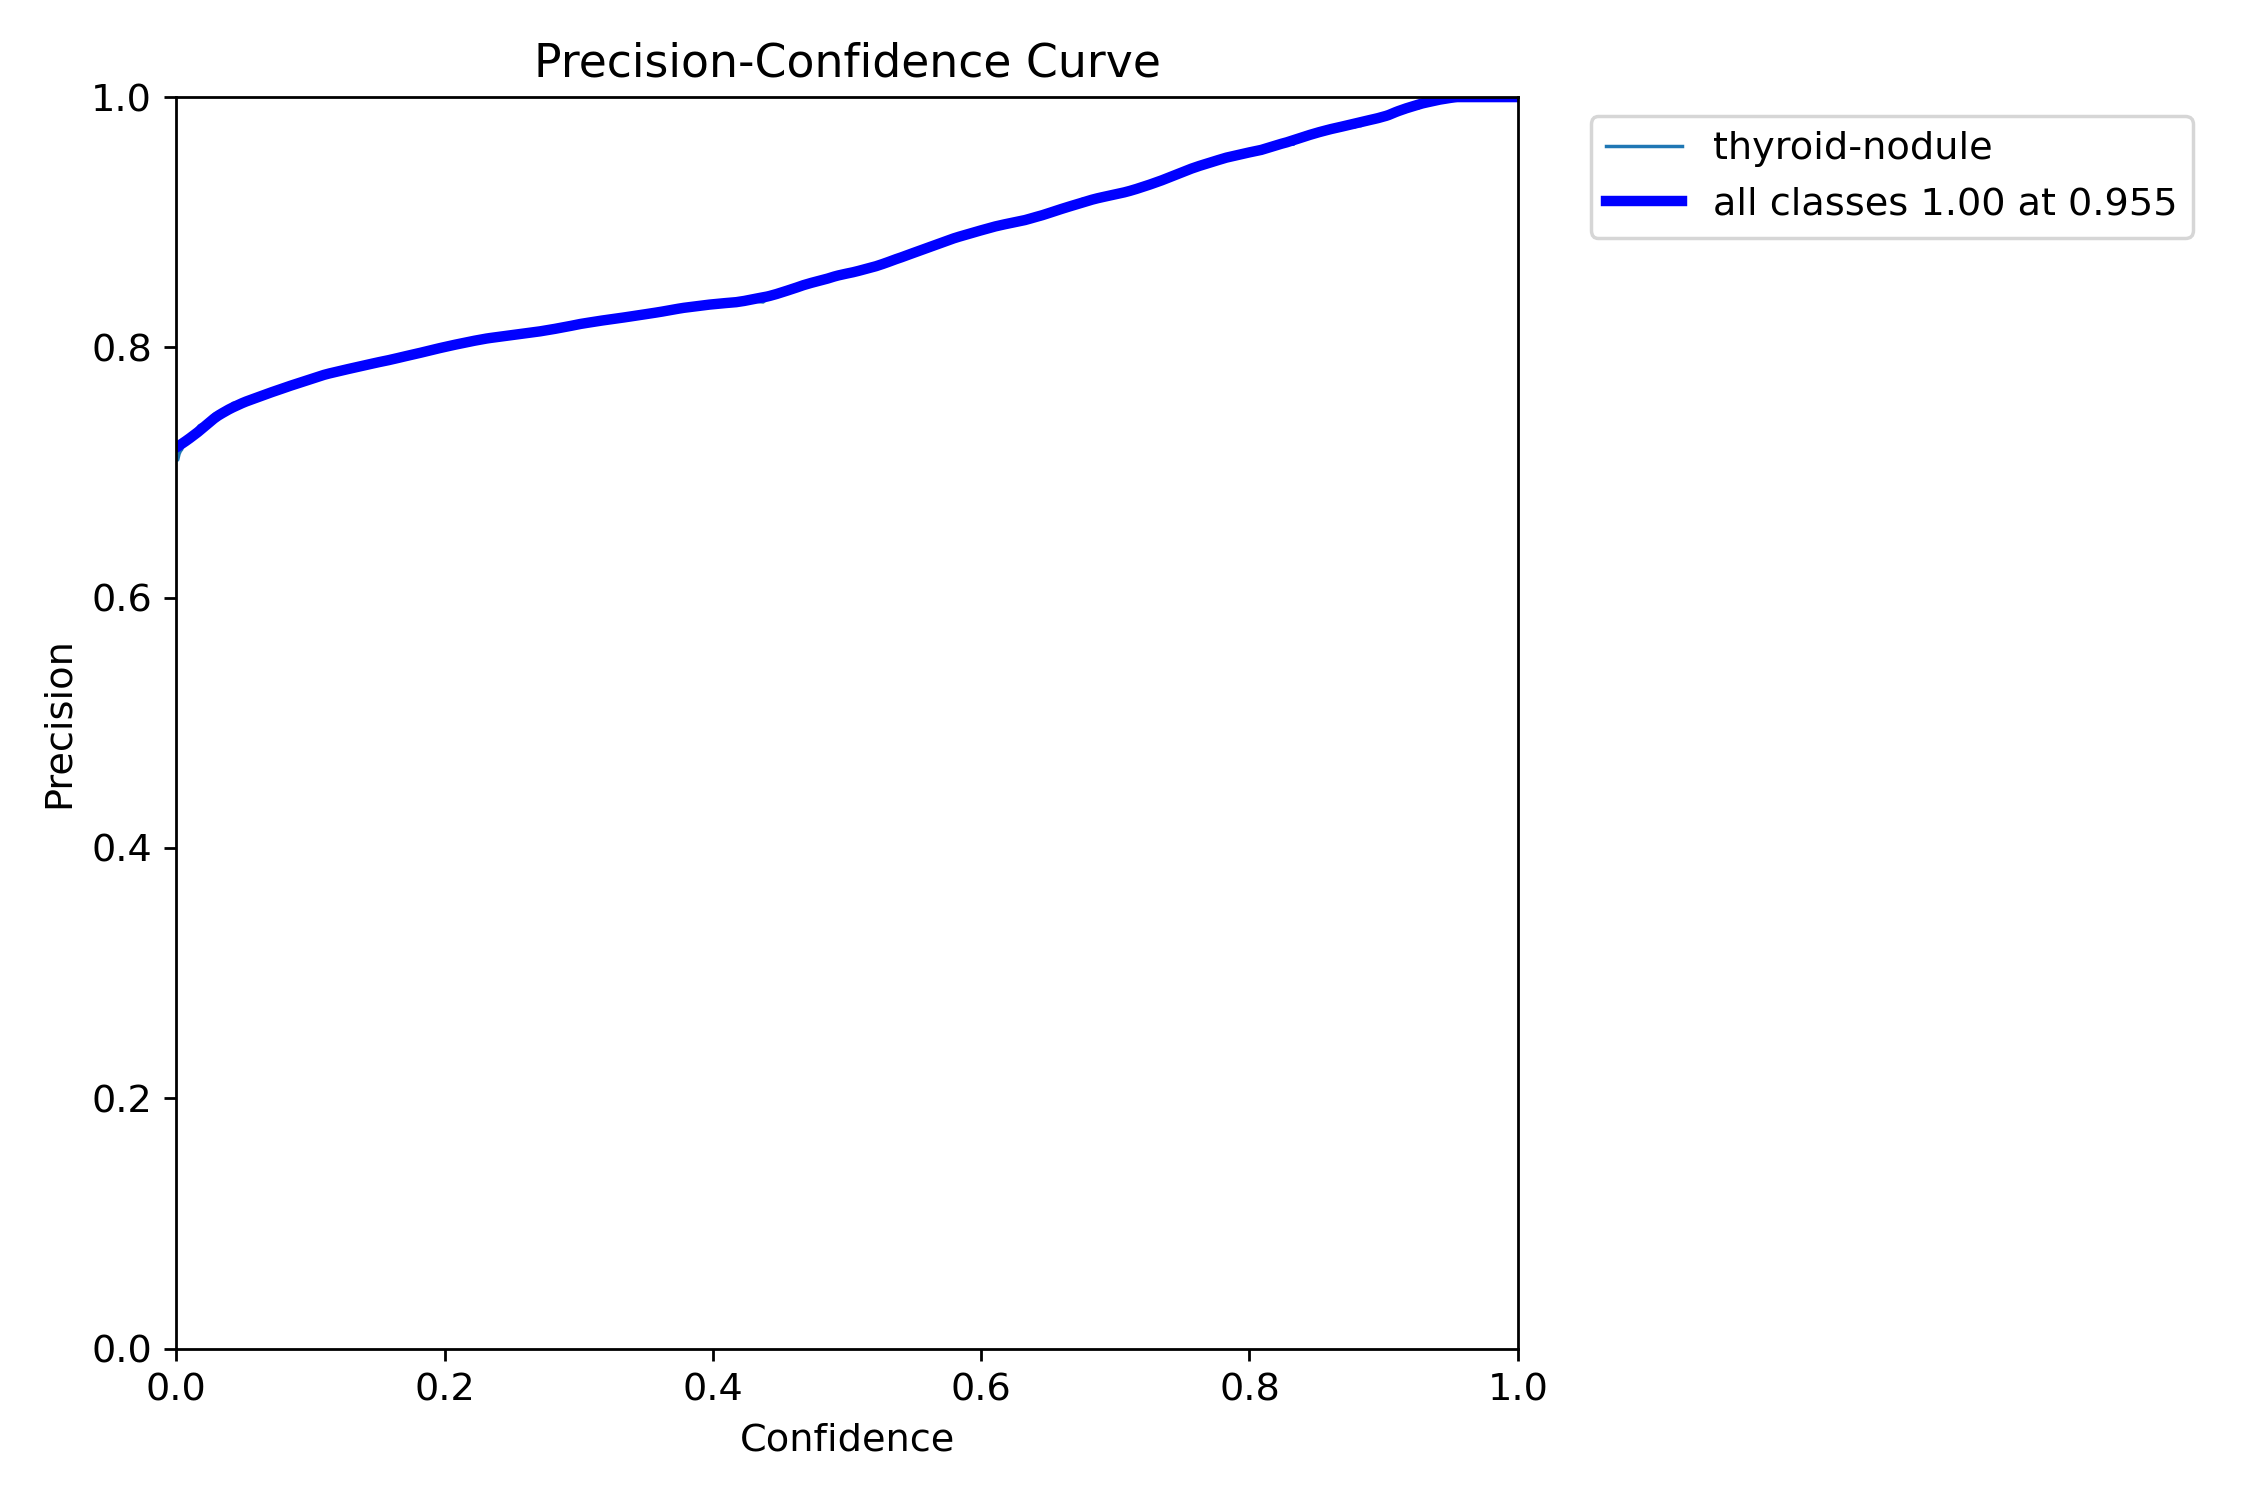 Precision-Confidence Curve
1.0
0.8
0.6
0.4
0.2
0.0
Precision
0.0 0.2 0.4 0.6 0.8 1.0
Confidence
thyroid-nodule
all classes 1.00 at 0.955